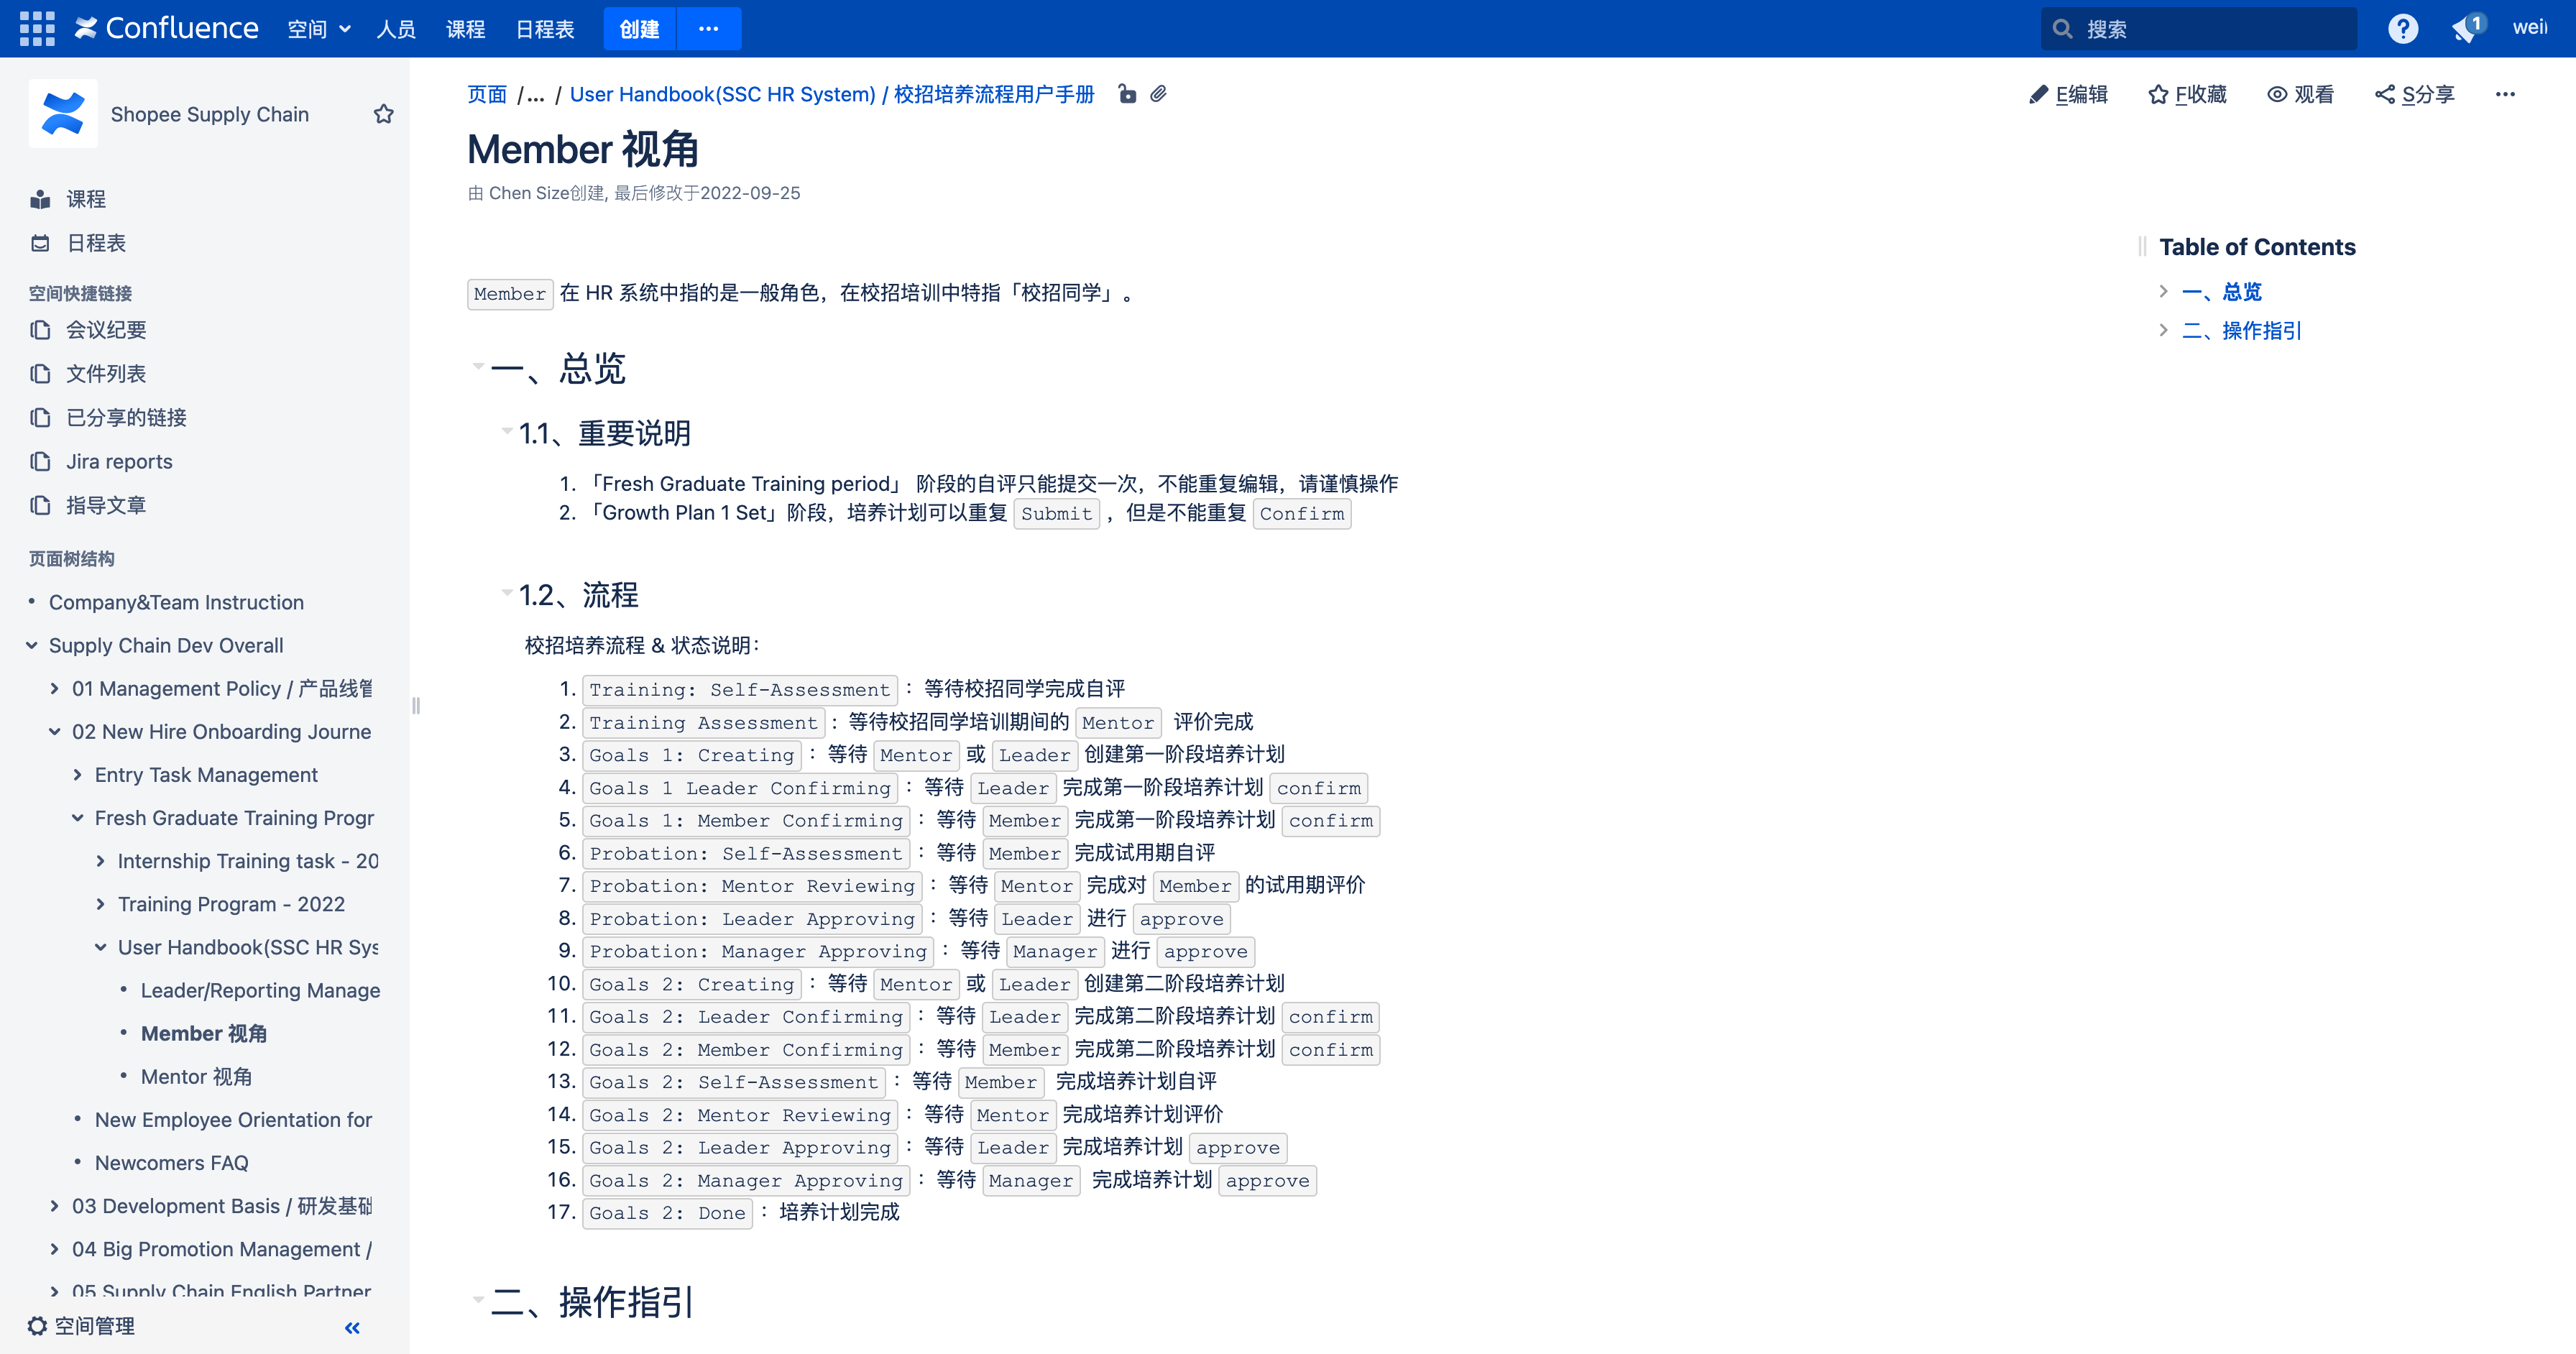 Confluence 空间 人员 课程 日程表 创建 ··· 搜索 1 weil
Shopee Supply Chain
课程
日程表
空间快捷链接
会议纪要
文件列表
已分享的链接
Jira reports
指导文章
页面树结构
• Company&Team Instruction
Supply Chain Dev Overall
01 Management Policy / 产品线管
02 New Hire Onboarding Journe
Entry Task Management
Fresh Graduate Training Progr
Internship Training task - 20
Training Program - 2022
User Handbook(SSC HR Sys
• Leader/Reporting Manage
• Member 视角
• Mentor 视角
• New Employee Orientation for
• Newcomers FAQ
03 Development Basis / 研发基础
04 Big Promotion Management /
05 Supply Chain English Partner
空间管理
页面 /... / User Handbook(SSC HR System) / 校招培养流程用户手册
E编辑 F收藏 观看 S分享 ···
Member 视角
由 Chen Size创建, 最后修改于2022-09-25
Member 在 HR 系统中指的是一般角色，在校招培训中特指「校招同学」。
一、总览
1.1、重要说明
1. 「Fresh Graduate Training period」 阶段的自评只能提交一次，不能重复编辑，请谨慎操作
2. 「Growth Plan 1 Set」阶段，培养计划可以重复 Submit ，但是不能重复 Confirm
1.2、流程
校招培养流程 & 状态说明：
1. Training: Self-Assessment ：等待校招同学完成自评
2. Training Assessment ：等待校招同学培训期间的 Mentor 评价完成
3. Goals 1: Creating ：等待 Mentor 或 Leader 创建第一阶段培养计划
4. Goals 1 Leader Confirming ：等待 Leader 完成第一阶段培养计划 confirm
5. Goals 1: Member Confirming ：等待 Member 完成第一阶段培养计划 confirm
6. Probation: Self-Assessment ：等待 Member 完成试用期自评
7. Probation: Mentor Reviewing ：等待 Mentor 完成对 Member 的试用期评价
8. Probation: Leader Approving ：等待 Leader 进行 approve
9. Probation: Manager Approving ：等待 Manager 进行 approve
10. Goals 2: Creating ：等待 Mentor 或 Leader 创建第二阶段培养计划
11. Goals 2: Leader Confirming ：等待 Leader 完成第二阶段培养计划 confirm
12. Goals 2: Member Confirming ：等待 Member 完成第二阶段培养计划 confirm
13. Goals 2: Self-Assessment ：等待 Member 完成培养计划自评
14. Goals 2: Mentor Reviewing ：等待 Mentor 完成培养计划评价
15. Goals 2: Leader Approving ：等待 Leader 完成培养计划 approve
16. Goals 2: Manager Approving ：等待 Manager 完成培养计划 approve
17. Goals 2: Done ：培养计划完成
二、操作指引
Table of Contents
一、总览
二、操作指引